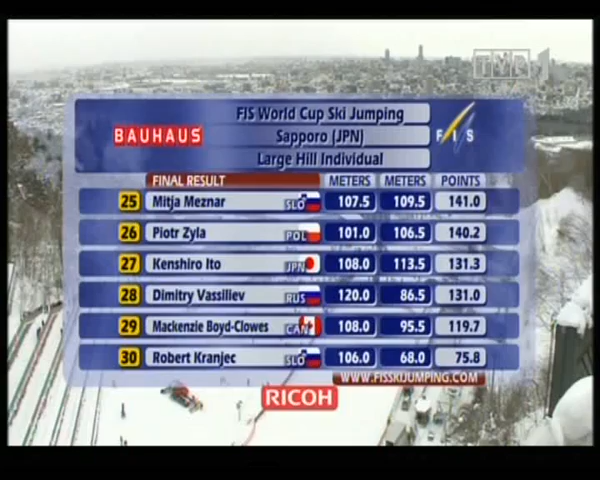 TVP
BAUHAUS
FIS World Cup Ski Jumping
Sapporo (JPN)
Large Hill Individual
FIS
FINAL RESULT METERS METERS POINTS
25 Mitja Meznar SLO 107.5 109.5 141.0
26 Piotr Zyla POL 101.0 106.5 140.2
27 Kenshiro Ito JPN 108.0 113.5 131.3
28 Dimitry Vassiliev RUS 120.0 86.5 131.0
29 Mackenzie Boyd-Clowes CAN 108.0 95.5 119.7
30 Robert Kranjec SLO 106.0 68.0 75.8
WWW.FISSKIJUMPING.COM
RICOH